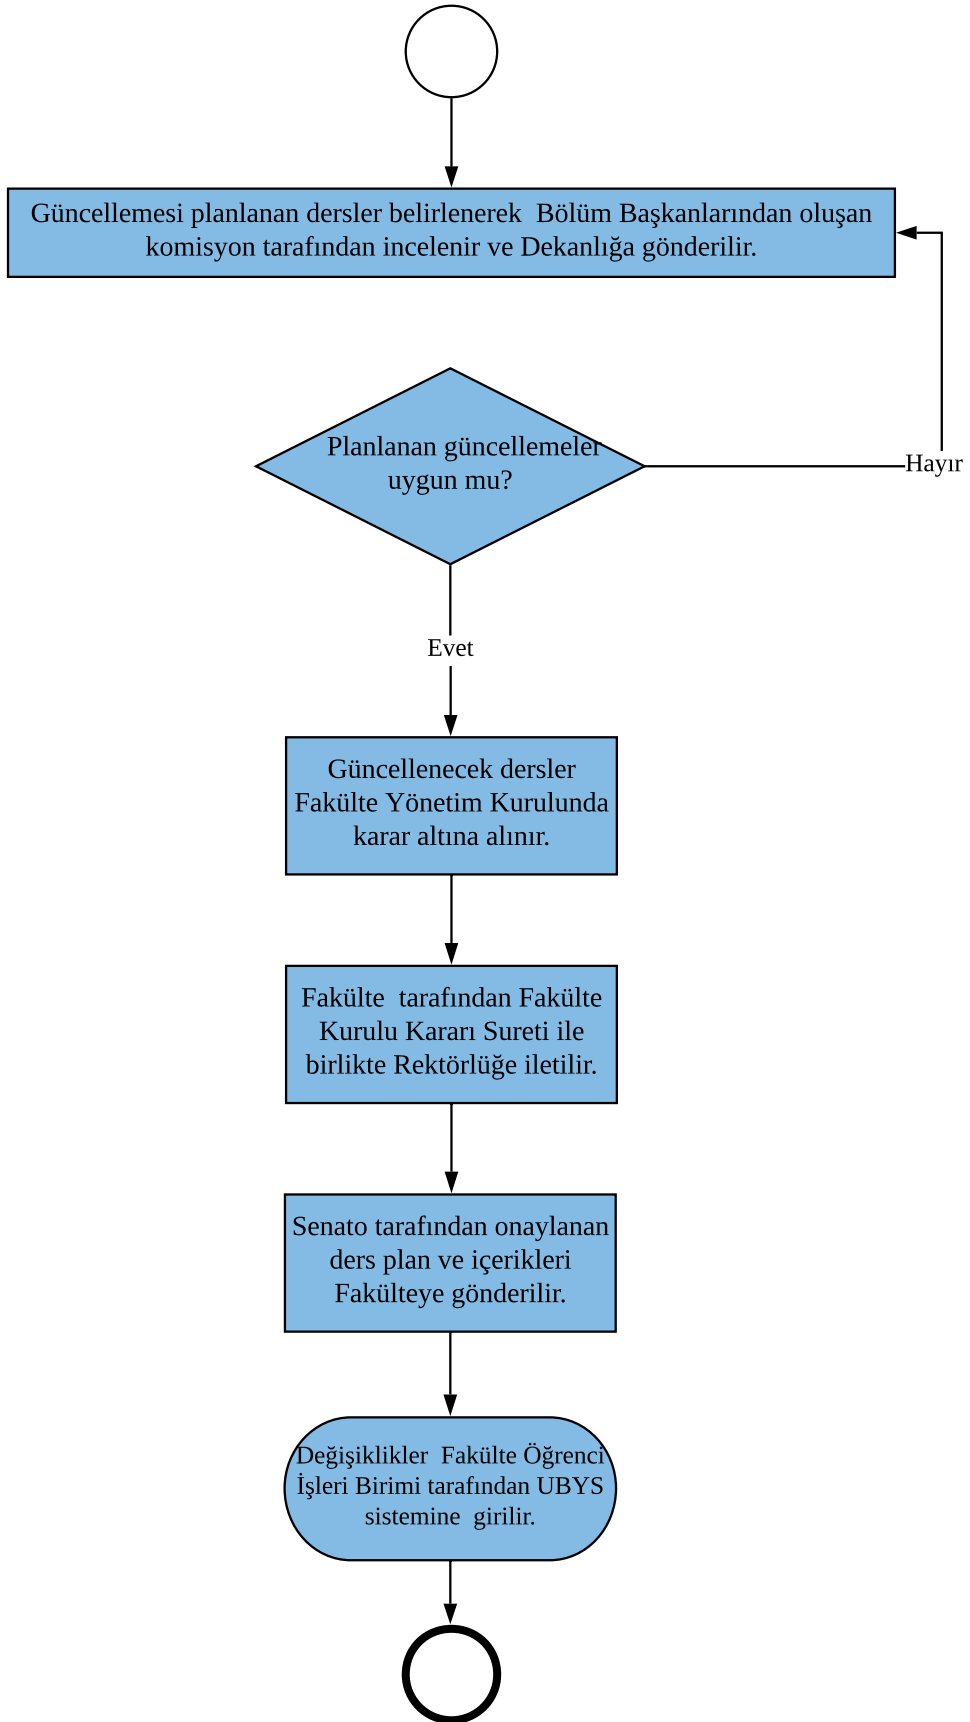 Güncellemesi planlanan dersler belirlenerek  Bölüm Başkanlarından oluşan
komisyon tarafından incelenir ve Dekanlığa gönderilir.
Planlanan güncellemeler
uygun mu?
Hayır
Evet
Güncellenecek dersler
Fakülte Yönetim Kurulunda
karar altına alınır.
Fakülte  tarafından Fakülte
Kurulu Kararı Sureti ile
birlikte Rektörlüğe iletilir.
Senato tarafından onaylanan
ders plan ve içerikleri
Fakülteye gönderilir.
Değişiklikler  Fakülte Öğrenci
İşleri Birimi tarafından UBYS
sistemine  girilir.